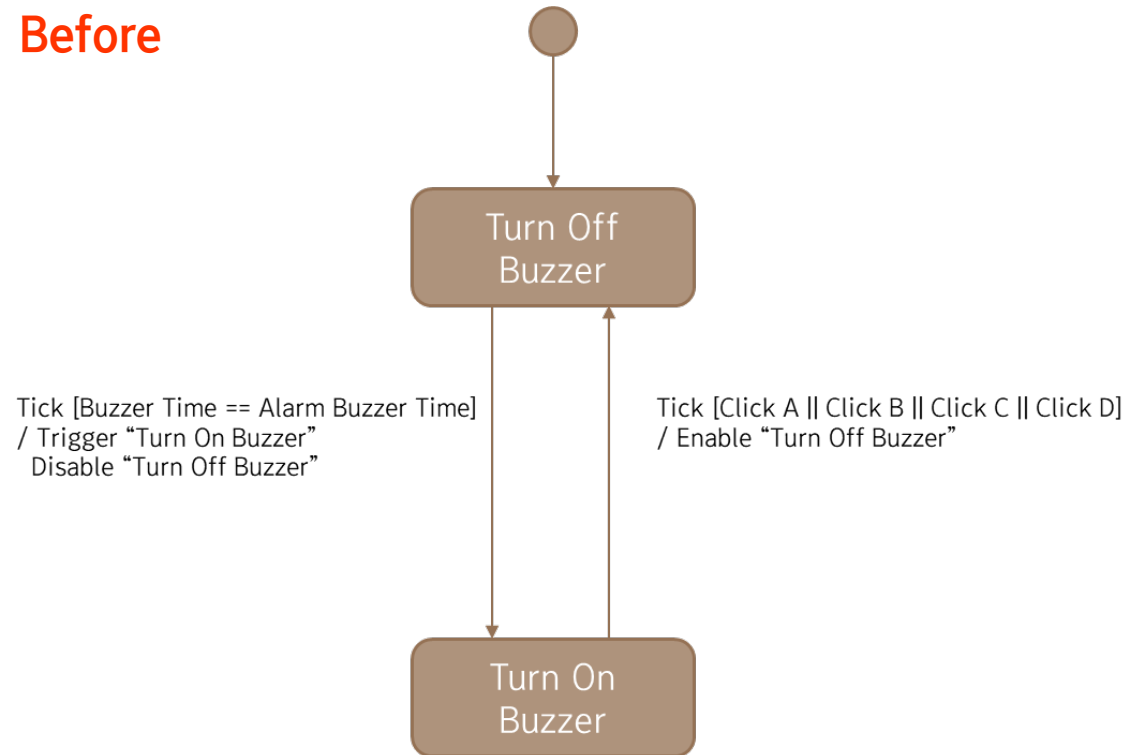 Before
Turn Off
Buzzer
Tick [Buzzer Time == Alarm Buzzer Time]
/ Trigger “Turn On Buzzer”
Disable “Turn Off Buzzer”
Tick [Click A || Click B || Click C || Click D]
/ Enable “Turn Off Buzzer”
Turn On
Buzzer